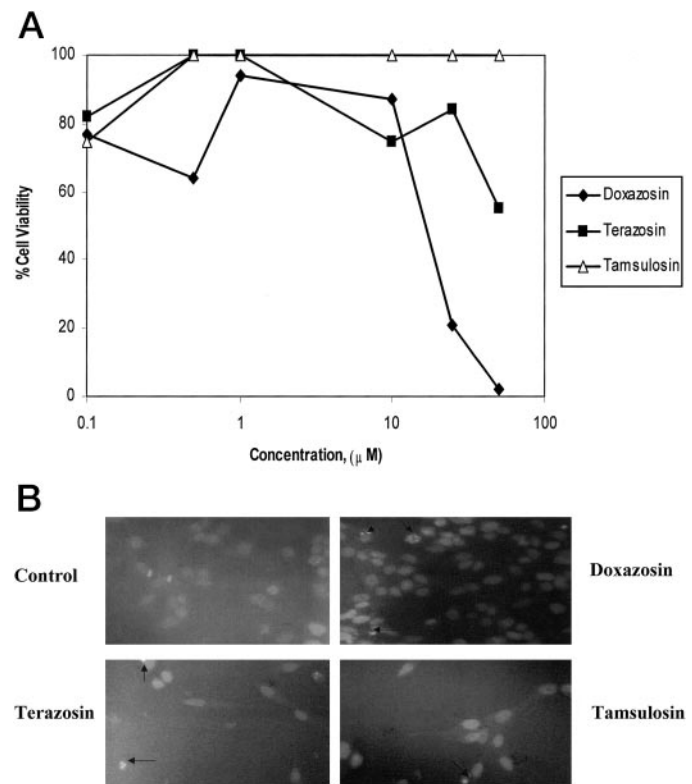 A
100
80
60
40
20
0
% Cell Viability
0.1 1 10 100
Concentration, (μ M)
Doxazosin
Terazosin
Tamsulosin
B
Control
Doxazosin
Terazosin
Tamsulosin